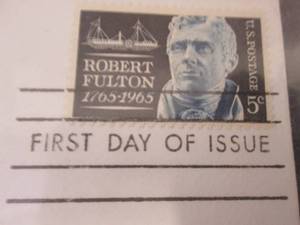 ROBERT
FULTON
1765-1965
U.S. POSTAGE
5c
FIRST DAY OF ISSUE